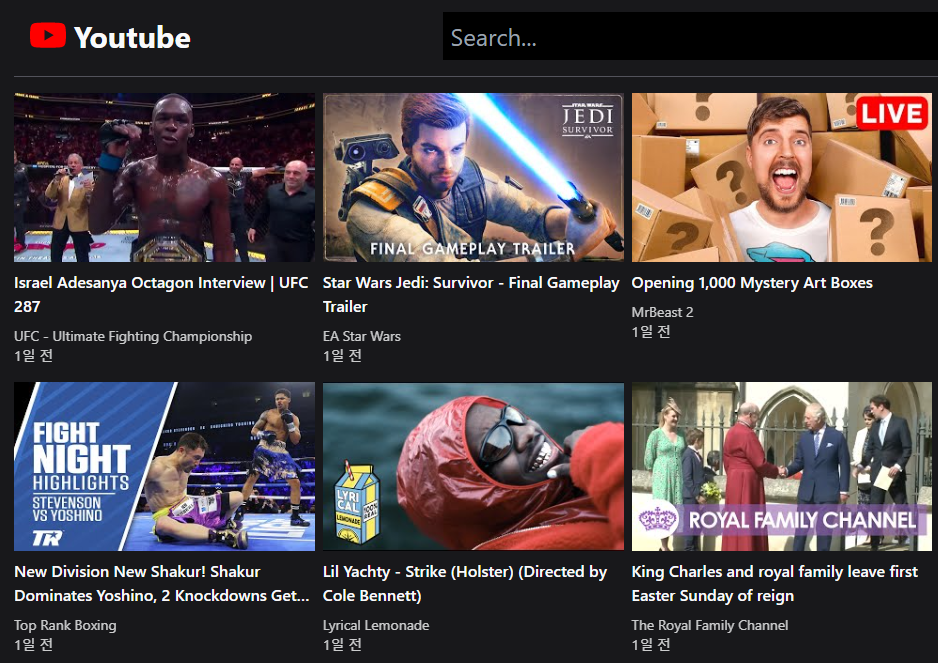 Youtube
Search...
STAR WARS
JEDI
SURVIVOR
FINAL GAMEPLAY TRAILER
LIVE
?
?
?
?
Israel Adesanya Octagon Interview | UFC
287
UFC - Ultimate Fighting Championship
1일 전
Star Wars Jedi: Survivor - Final Gameplay
Trailer
EA Star Wars
1일 전
Opening 1,000 Mystery Art Boxes
MrBeast 2
1일 전
FIGHT
NIGHT
HIGHLIGHTS
STEVENSON
VS YOSHINO
TR
LYRI
CAL
LEMONADE
100%
REAL
ROYAL FAMILY CHANNEL
New Division New Shakur! Shakur
Dominates Yoshino, 2 Knockdowns Get...
Top Rank Boxing
1일 전
Lil Yachty - Strike (Holster) (Directed by
Cole Bennett)
Lyrical Lemonade
1일 전
King Charles and royal family leave first
Easter Sunday of reign
The Royal Family Channel
1일 전